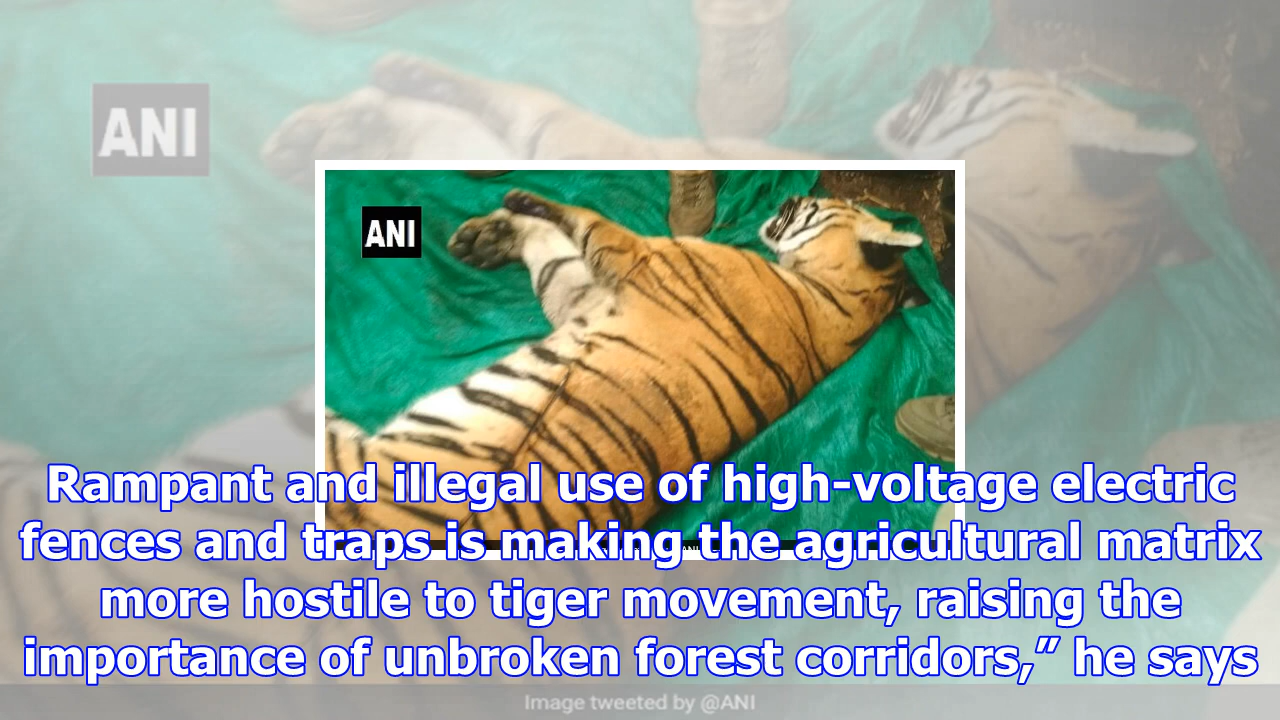 ANI
ANI
Rampant and illegal use of high-voltage electric
fences and traps is making the agricultural matrix
more hostile to tiger movement, raising the
importance of unbroken forest corridors,” he says
Image tweeted by @ANI